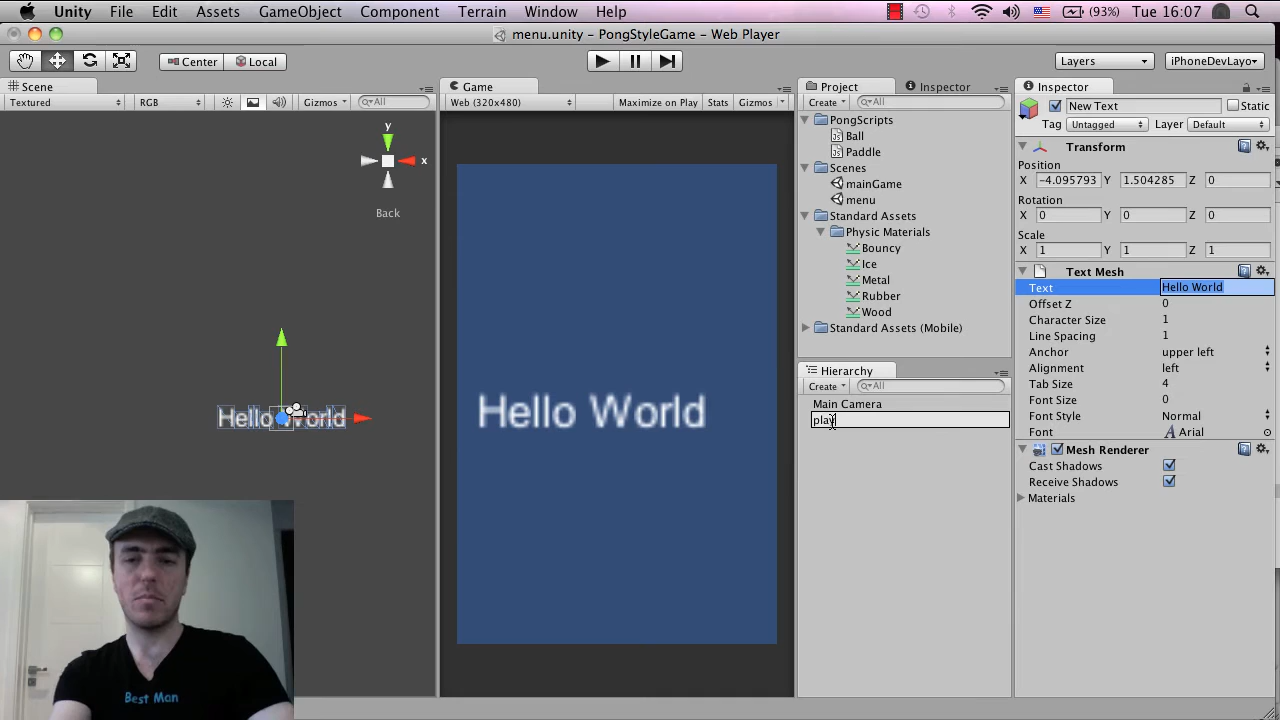 Unity File Edit Assets GameObject Component Terrain Window Help (93%) Tue 16:07
menu.unity – PongStyleGame – Web Player
Center Local Layers iPhoneDevLayo
Scene
Textured RGB Gizmos All
y
x
Back
Hello World
Game
Web (320x480) Maximize on Play Stats Gizmos
Hello World
Project Inspector
Create All
PongScripts
Ball
Paddle
Scenes
mainGame
menu
Standard Assets
Physic Materials
Bouncy
Ice
Metal
Rubber
Wood
Standard Assets (Mobile)
Hierarchy
Create All
Main Camera
play
Inspector
New Text Static
Tag Untagged Layer Default
Transform
Position
X -4.095793 Y 1.504285 Z 0
Rotation
X 0 Y 0 Z 0
Scale
X 1 Y 1 Z 1
Text Mesh
Text Hello World
Offset Z 0
Character Size 1
Line Spacing 1
Anchor upper left
Alignment left
Tab Size 4
Font Size 0
Font Style Normal
Font A Arial
Mesh Renderer
Cast Shadows
Receive Shadows
Materials
Best Man